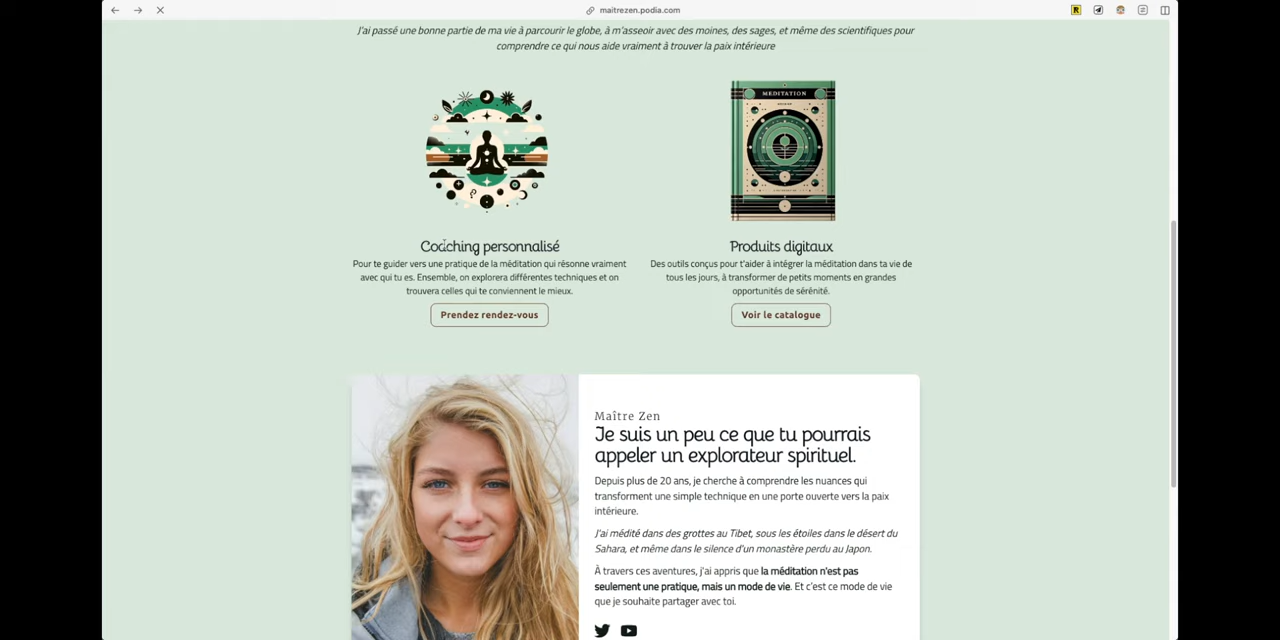 maitrezen.podia.com
J'ai passé une bonne partie de ma vie à parcourir le globe, à m'asseoir avec des moines, des sages, et même des scientifiques pour
comprendre ce qui nous aide vraiment à trouver la paix intérieure
MEDITATION
Coaching personnalisé
Pour te guider vers une pratique de la méditation qui résonne vraiment
avec qui tu es. Ensemble, on explorera différentes techniques et on
trouvera celles qui te conviennent le mieux.
Prendez rendez-vous
Produits digitaux
Des outils conçus pour t'aider à intégrer la méditation dans ta vie de
tous les jours, à transformer de petits moments en grandes
opportunités de sérénité.
Voir le catalogue
Maître Zen
Je suis un peu ce que tu pourrais
appeler un explorateur spirituel.
Depuis plus de 20 ans, je cherche à comprendre les nuances qui
transforment une simple technique en une porte ouverte vers la paix
intérieure.
J'ai médité dans des grottes au Tibet, sous les étoiles dans le désert du
Sahara, et même dans le silence d'un monastère perdu au Japon.
À travers ces aventures, j'ai appris que la méditation n'est pas
seulement une pratique, mais un mode de vie. Et c'est ce mode de vie
que je souhaite partager avec toi.